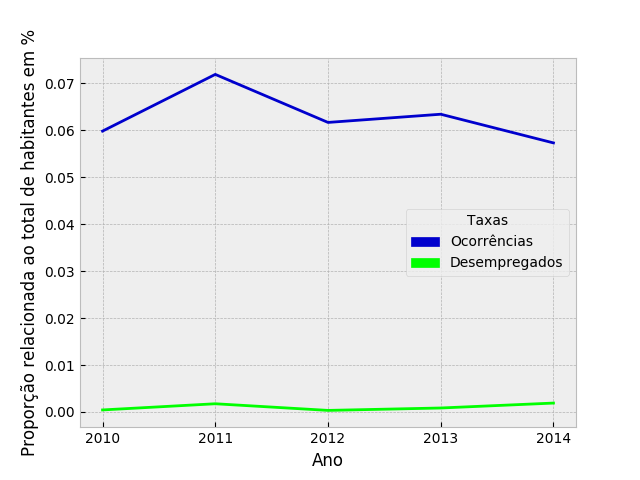 Proporção relacionada ao total de habitantes em %
0.07
0.06
0.05
0.04
0.03
0.02
0.01
0.00
Taxas
Ocorrências
Desempregados
2010 2011 2012 2013 2014
Ano